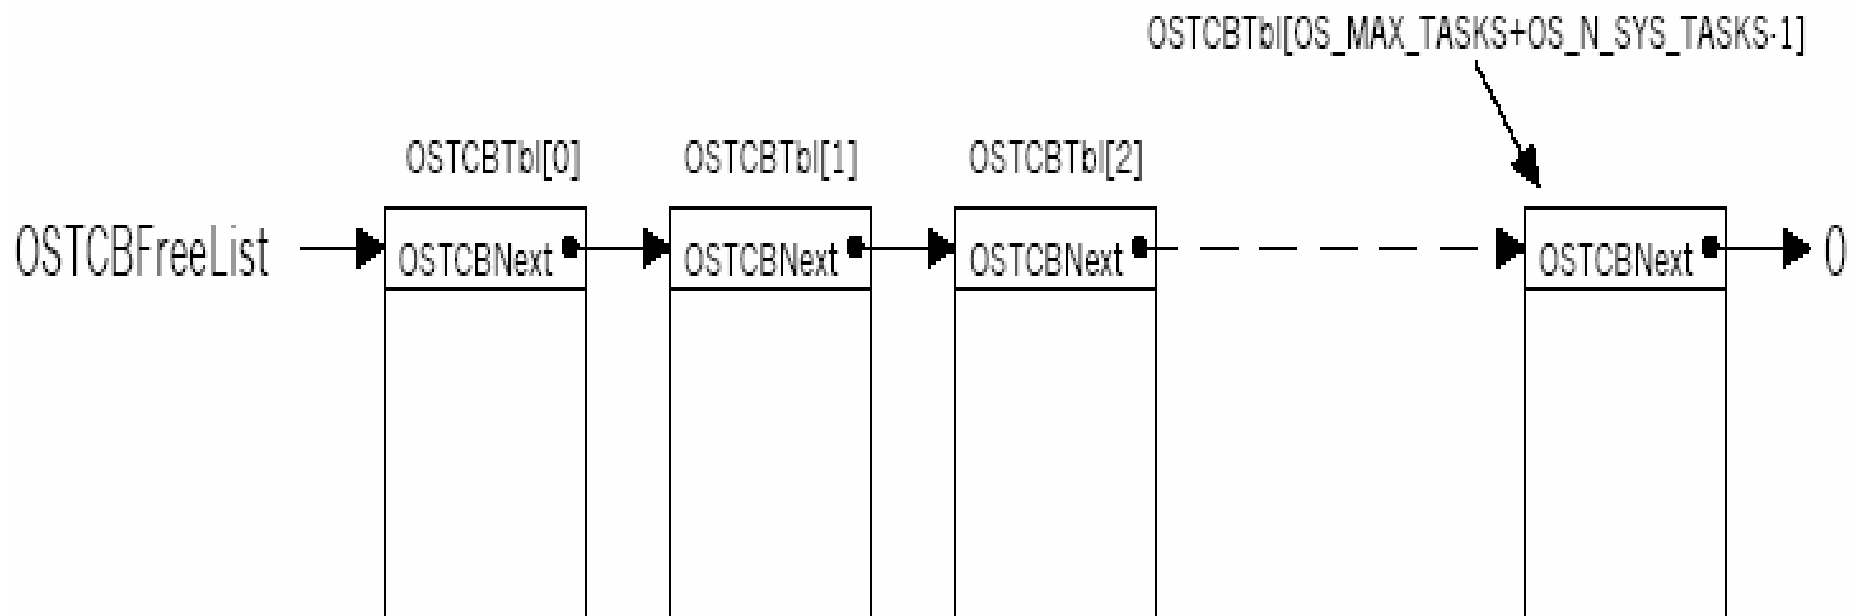 OSTCBTbl[OS_MAX_TASKS+OS_N_SYS_TASKS-1]
OSTCBTbl[0]
OSTCBTbl[1]
OSTCBTbl[2]
OSTCBFreeList
OSTCBNext
OSTCBNext
OSTCBNext
OSTCBNext
0